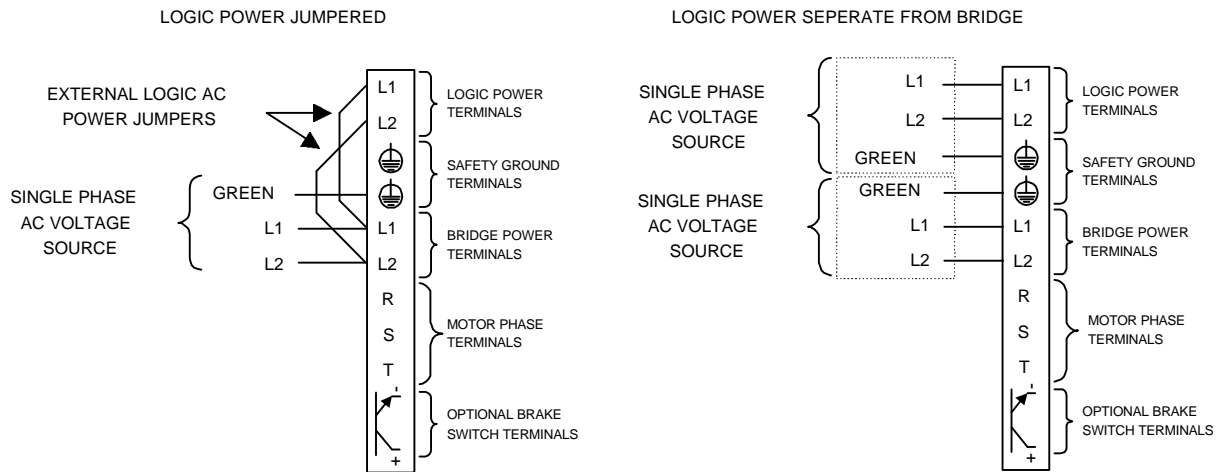 LOGIC POWER JUMPERED
EXTERNAL LOGIC AC
POWER JUMPERS
SINGLE PHASE
AC VOLTAGE
SOURCE
GREEN
L1
L2
L1
L2
L1
L2
R
S
T
-
+
LOGIC POWER
TERMINALS
SAFETY GROUND
TERMINALS
BRIDGE POWER
TERMINALS
MOTOR PHASE
TERMINALS
OPTIONAL BRAKE
SWITCH TERMINALS
LOGIC POWER SEPERATE FROM BRIDGE
SINGLE PHASE
AC VOLTAGE
SOURCE
SINGLE PHASE
AC VOLTAGE
SOURCE
L1
L2
GREEN
GREEN
L1
L2
L1
L2
L1
L2
R
S
T
-
+
LOGIC POWER
TERMINALS
SAFETY GROUND
TERMINALS
BRIDGE POWER
TERMINALS
MOTOR PHASE
TERMINALS
OPTIONAL BRAKE
SWITCH TERMINALS